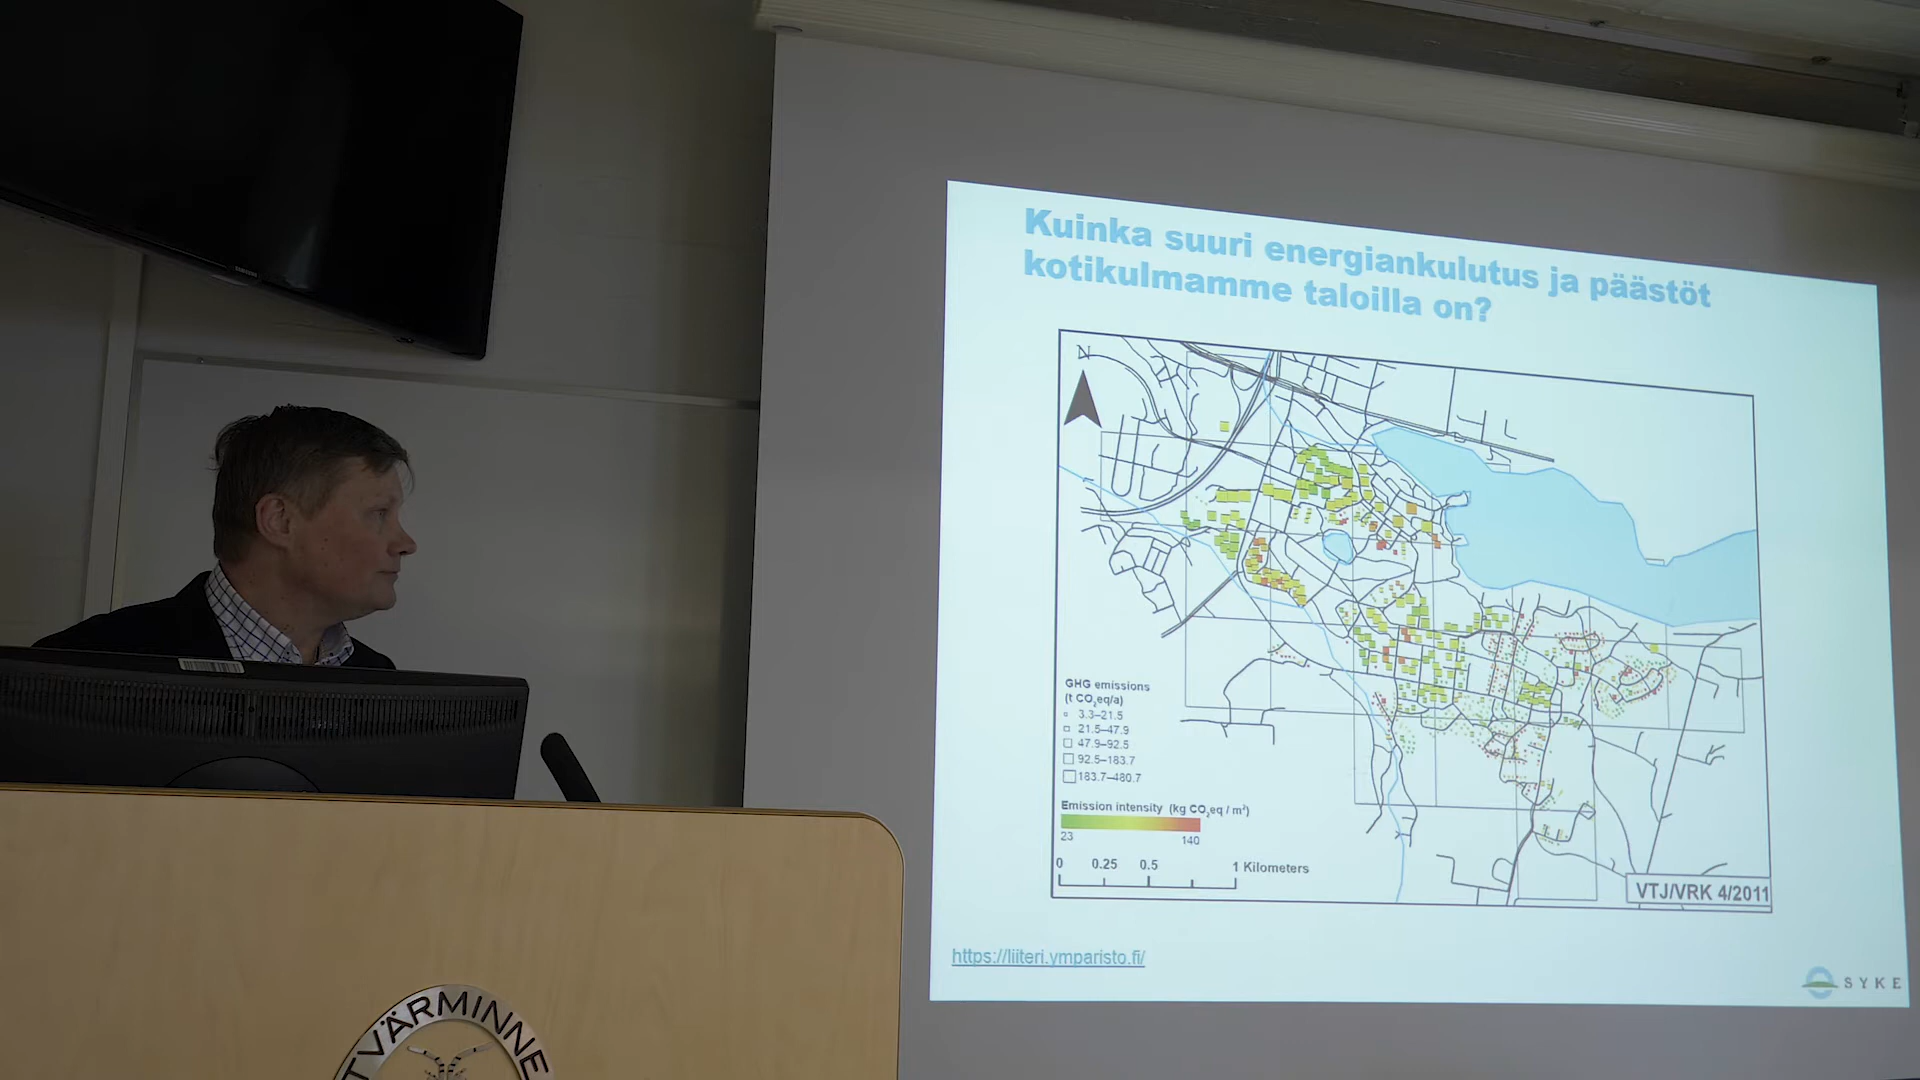 Kuinka suuri energiankulutus ja päästöt
kotikulmamme taloilla on?
N
GHG emissions
(t CO2eq/a)
3.3–21.5
21.5–47.9
47.9–92.5
92.5–183.7
183.7–480.7
Emission intensity (kg CO2eq / m²)
23 140
0 0.25 0.5 1 Kilometers
VTJ/VRK 4/2011
https://liiteri.ymparisto.fi/
SYKE
SAMSUNG
TVÄRMINNE